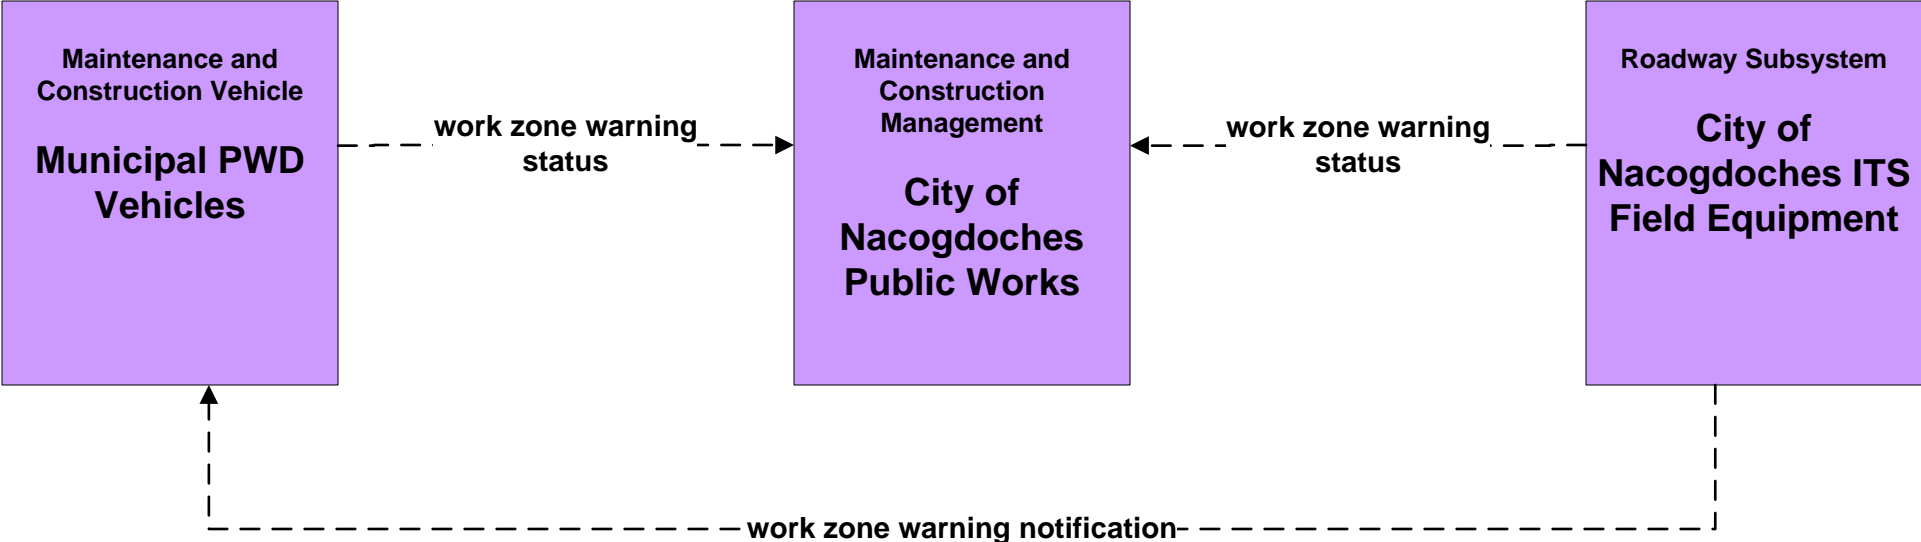 Maintenance and
Construction Vehicle
Municipal PWD
Vehicles
work zone warning
status
Maintenance and
Construction
Management
City of
Nacogdoches
Public Works
work zone warning
status
Roadway Subsystem
City of
Nacogdoches ITS
Field Equipment
work zone warning notification